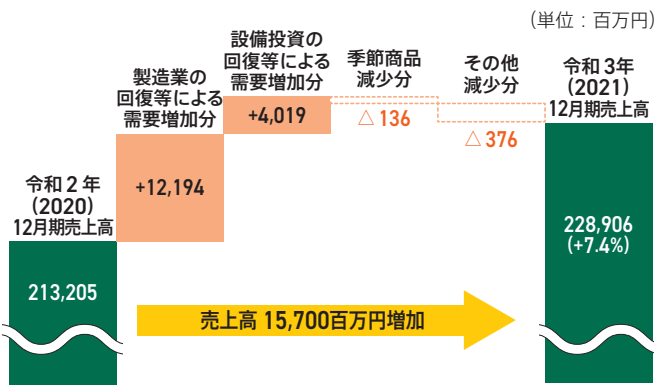 (単位：百万円)
令和2年
(2020)
12月期売上高
213,205
製造業の
回復等による
需要増加分
+12,194
設備投資の
回復等による
需要増加分
+4,019
季節商品
減少分
△136
その他
減少分
△376
令和3年
(2021)
12月期売上高
228,906
(+7.4%)
売上高 15,700百万円増加